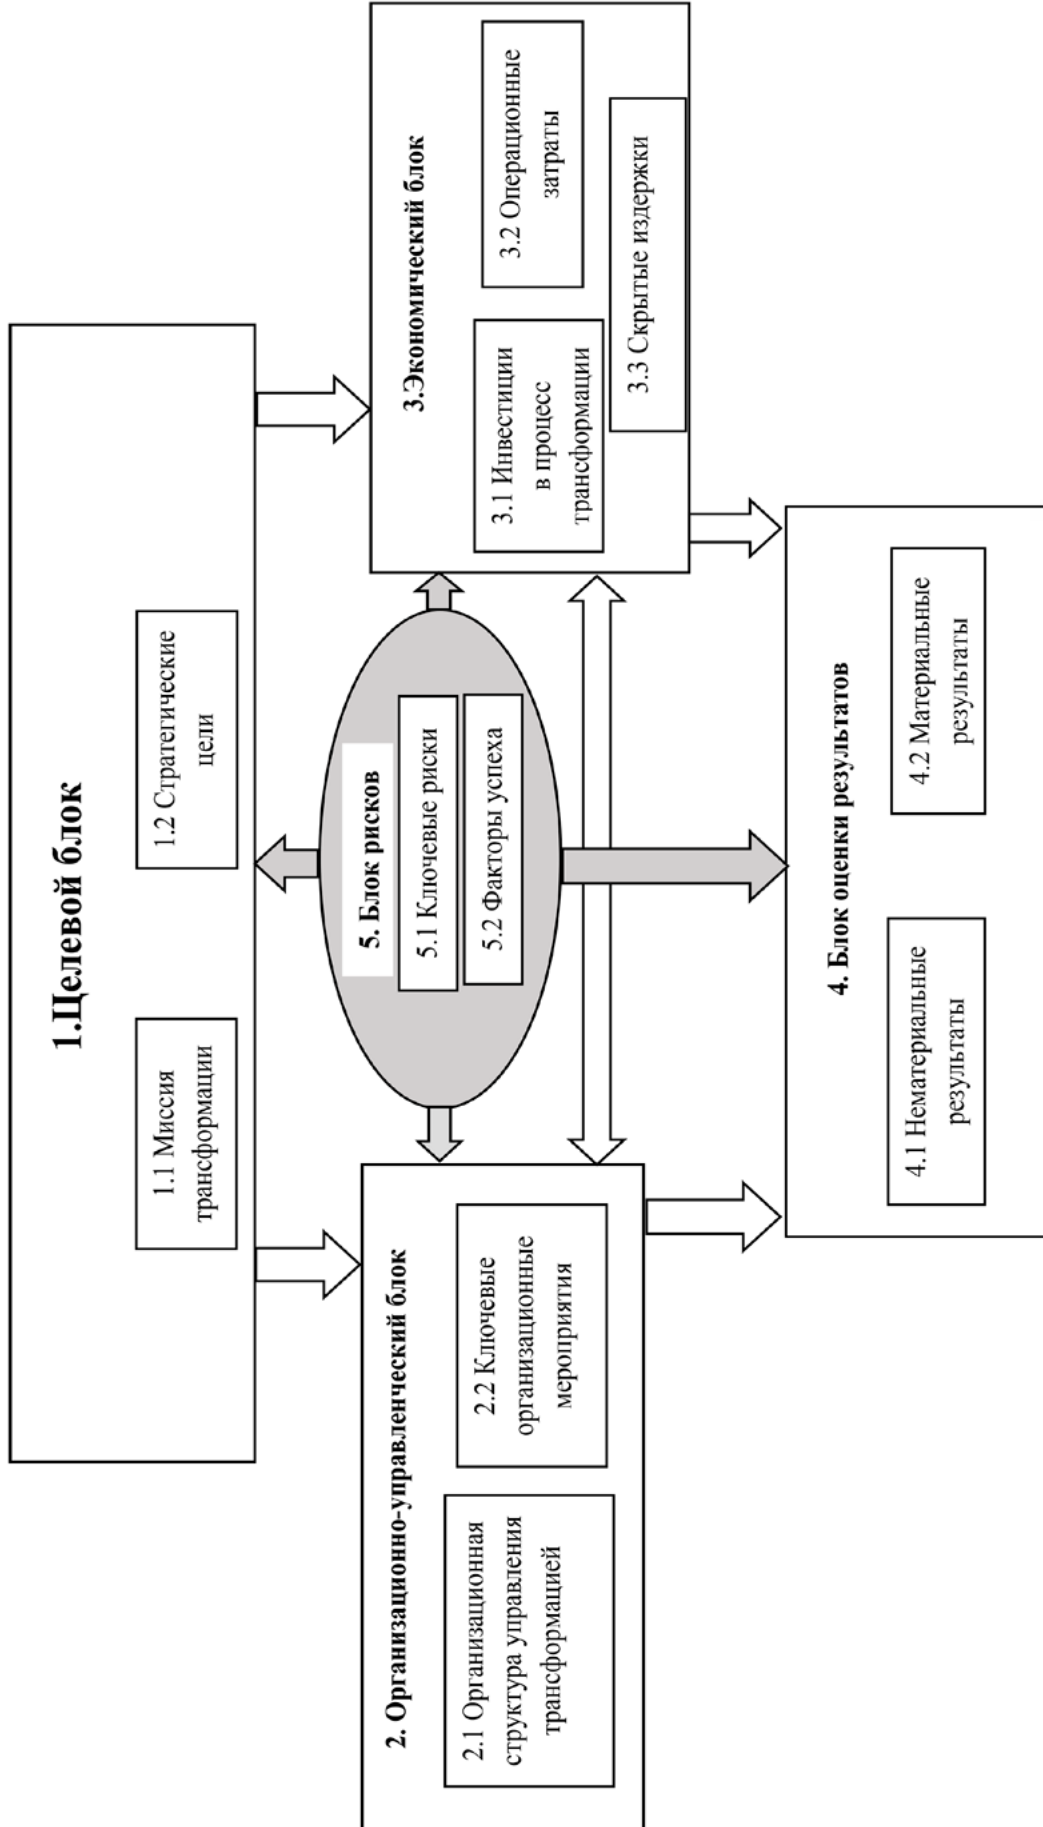 1.Целевой блок
1.1 Миссия
трансформации
1.2 Стратегические
цели
2. Организационно-управленческий блок
2.1 Организационная
структура управления
трансформацией
2.2 Ключевые
организационные
мероприятия
5. Блок рисков
5.1 Ключевые риски
5.2 Факторы успеха
3.Экономический блок
3.1 Инвестиции
в процесс
трансформации
3.2 Операционные
затраты
3.3 Скрытые издержки
4. Блок оценки результатов
4.1 Нематериальные
результаты
4.2 Материальные
результаты